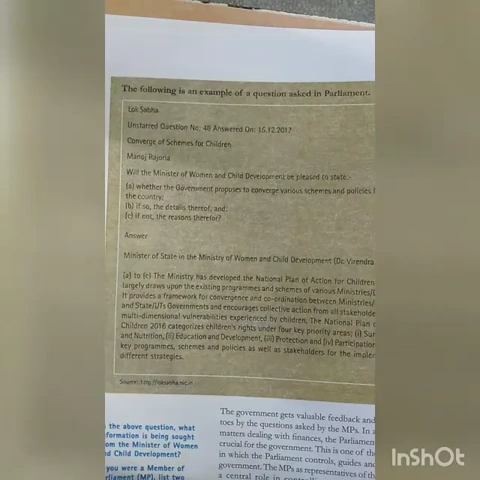 The following is an example of a question asked in Parliament.
Lok Sabha
Unstarred Question No: 48 Answered On: 15.12.2017
Converge of Schemes for Children
Manoj Rajoria
Will the Minister of Women and Child Development be pleased to state:-
(a) whether the Government proposes to converge various schemes and policies
the country;
(b) if so, the details thereof; and
(c) if not, the reasons therefor?
Answer
Minister of State in the Ministry of Women and Child Development (Dr. Virendra
(a) to (c) The Ministry has developed the National Plan of Action for Children
largely draws upon the existing programmes and schemes of various Ministries/
It provides a framework for convergence and co-ordination between Ministries/
and State/UTs Governments and encourages collective action from all stakeholde
multi-dimensional vulnerabilities experienced by children. The National Plan
Children 2016 categorizes children's rights under four key priority areas; (i) Sur
and Nutrition, (ii) Education and Development, (iii) Protection and (iv) Participation
key programmes, schemes and policies as well as stakeholders for the imple
different strategies.
Source: http://loksabha.nic.in
the above question, what
formation is being sought
om the Minister of Women
nd Child Development?
you were a Member of
rliament (MP), list two
The government gets valuable feedback and
toes by the questions asked by the MPs. In a
matters dealing with finances, the Parliamen
crucial for the government. This is one of the
in which the Parliament controls, guides and
government. The MPs as representatives of th
a central role in
InShOt